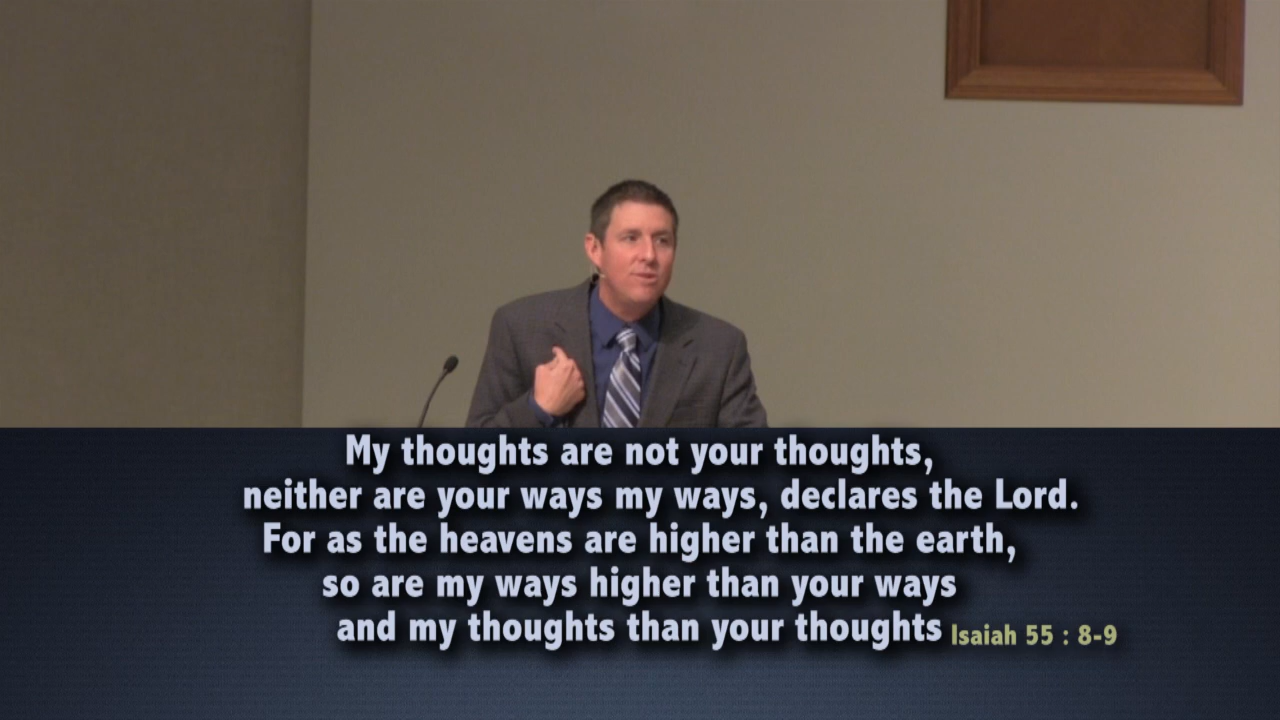 My thoughts are not your thoughts,
neither are your ways my ways, declares the Lord.
For as the heavens are higher than the earth,
so are my ways higher than your ways
and my thoughts than your thoughts Isaiah 55 : 8-9